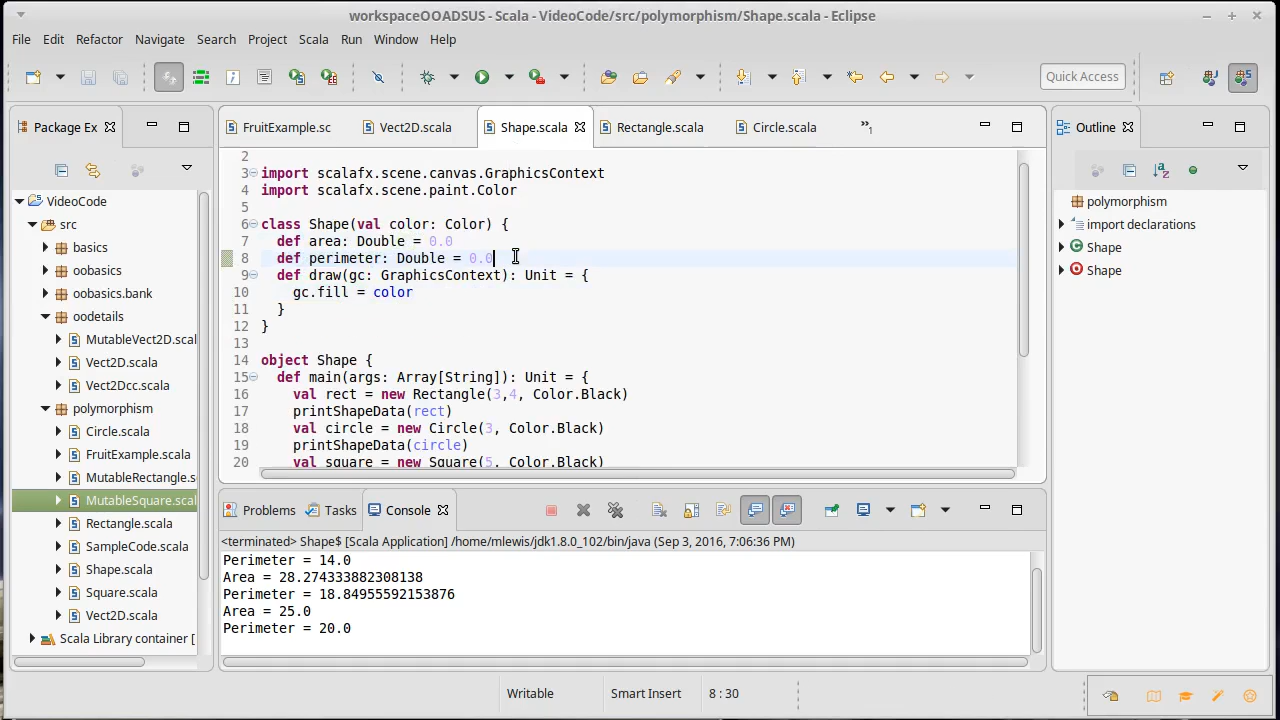 workspaceOOADSUS - Scala - VideoCode/src/polymorphism/Shape.scala - Eclipse
File Edit Refactor Navigate Search Project Scala Run Window Help
Quick Access
Package Ex
VideoCode
src
basics
oobasics
oobasics.bank
oodetails
MutableVect2D.scal
Vect2D.scala
Vect2Dcc.scala
polymorphism
Circle.scala
FruitExample.scala
MutableRectangle.s
MutableSquare.scal
Rectangle.scala
SampleCode.scala
Shape.scala
Square.scala
Vect2D.scala
Scala Library container [
FruitExample.sc Vect2D.scala Shape.scala Rectangle.scala Circle.scala »1
2
3 import scalafx.scene.canvas.GraphicsContext
4 import scalafx.scene.paint.Color
5
6 class Shape(val color: Color) {
7 def area: Double = 0.0
8 def perimeter: Double = 0.0
9 def draw(gc: GraphicsContext): Unit = {
10 gc.fill = color
11 }
12 }
13
14 object Shape {
15 def main(args: Array[String]): Unit = {
16 val rect = new Rectangle(3,4, Color.Black)
17 printShapeData(rect)
18 val circle = new Circle(3, Color.Black)
19 printShapeData(circle)
20 val square = new Square(5, Color.Black)
Problems Tasks Console
<terminated> Shape$ [Scala Application] /home/mlewis/jdk1.8.0_102/bin/java (Sep 3, 2016, 7:06:36 PM)
Perimeter = 14.0
Area = 28.274333882308138
Perimeter = 18.84955592153876
Area = 25.0
Perimeter = 20.0
Outline
polymorphism
import declarations
Shape
Shape
Writable Smart Insert 8 : 30